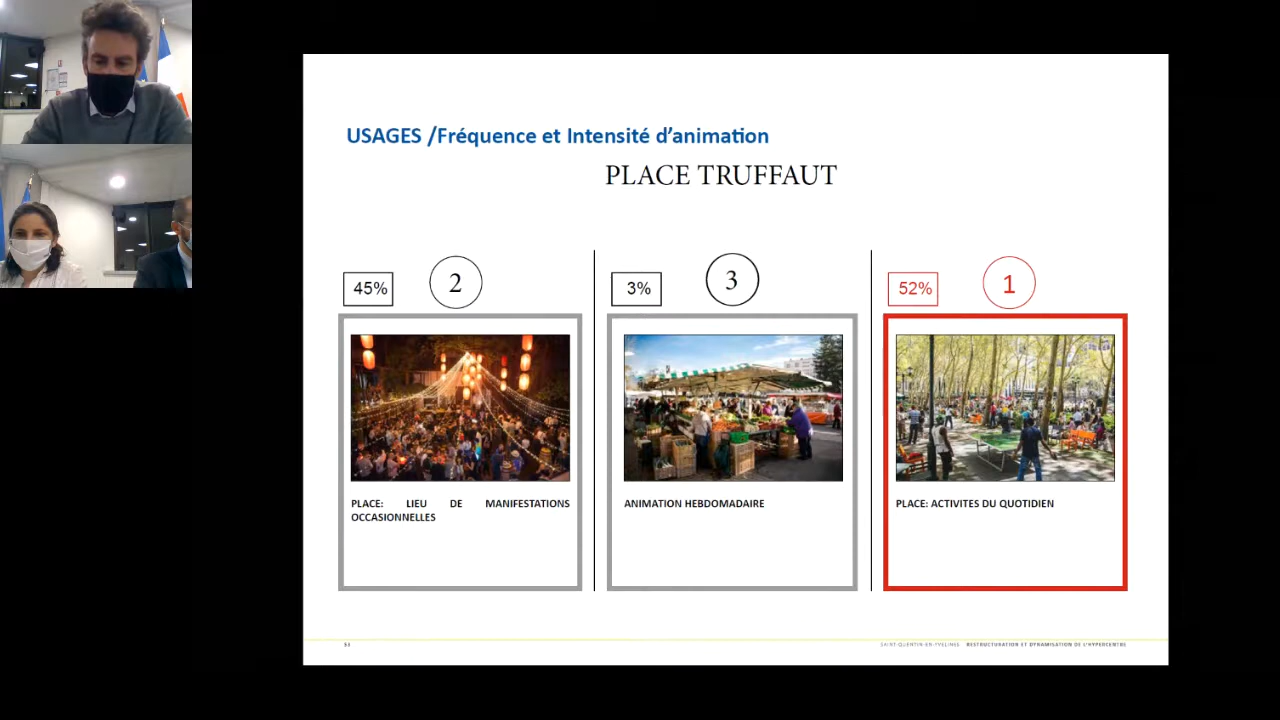 USAGES /Fréquence et Intensité d'animation
PLACE TRUFFAUT
45%
2
3%
3
52%
1
PLACE: LIEU DE MANIFESTATIONS
OCCASIONNELLES
ANIMATION HEBDOMADAIRE
PLACE: ACTIVITES DU QUOTIDIEN
53
SAINT-QUENTIN-EN-YVELINES RESTRUCTURATION ET DYNAMISATION DE L'HYPERCENTRE